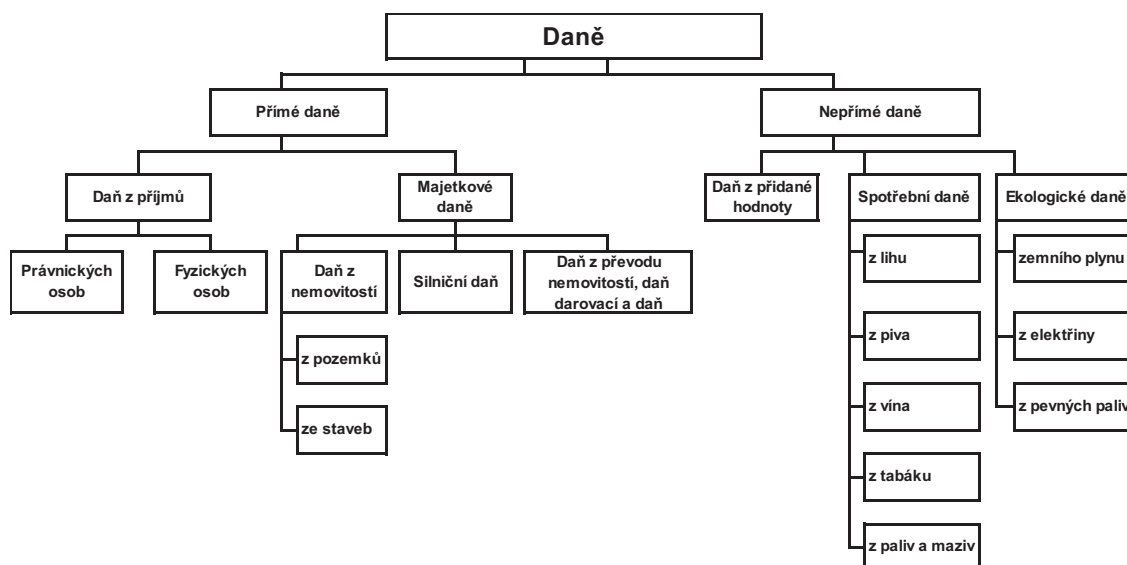 Daně
Přímé daně
Nepřímé daně
Daň z příjmů
Majetkové
daně
Daň z přidané
hodnoty
Spotřební daně
Ekologické daně
Právnických
osob
Fyzických
osob
Daň z
nemovitostí
Silniční daň
Daň z převodu
nemovitostí, daň
darovací a daň
z lihu
zemního plynu
z pozemků
z piva
z elektřiny
ze staveb
z vína
z pevných paliv
z tabáku
z paliv a maziv